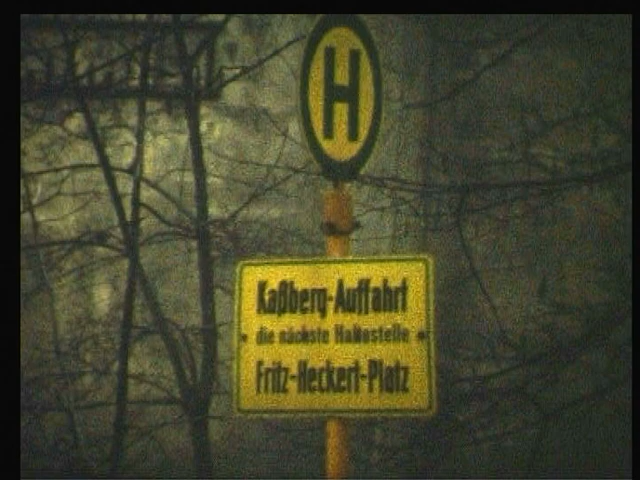 H
Kaßberg-Auffahrt
die nächste Haltestelle
Fritz-Heckert-Platz